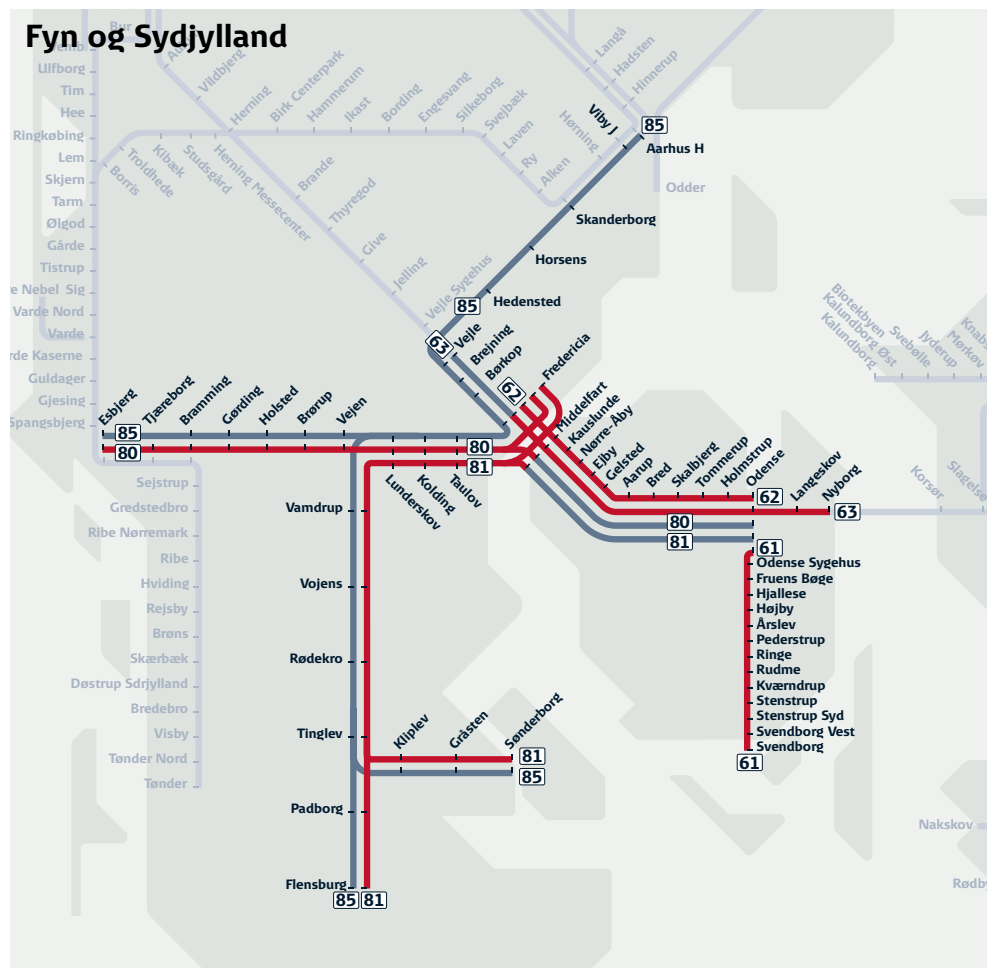 Fyn og Sydjylland
Bur
Ulfborg
Tim
Hee
Ringkøbing
Lem
Skjern
Tarm
Ølgod
Gårde
Tistrup
Sig
Varde Nord
Varde
Guldager
Gjesing
Spangsbjerg
Vildbjerg
Herning
Birk Centerpark
Hammerum
Ikast
Bording
Engesvang
Silkeborg
Svejbæk
Laven
Ry
Alken
Hørning
Langå
Hadsten
Hinnerup
Borris
Troldhede
Kibæk
Studsgård
Herning Messecenter
Brande
Thyregod
Give
Jelling
Vejle Sygehus
Viby J
85
Aarhus H
Odder
Skanderborg
Horsens
Hedensted
85
63
Vejle
Brejning
Børkop
62
Fredericia
Middelfart
Kauslunde
Nørre-Åby
Ejby
Gelsted
Aarup
Bred
Skalbjerg
Tommerup
Holmstrup
Odense
Langeskov
Nyborg
62
63
80
81
61
Esbjerg
Tjæreborg
Bramming
Gørding
Holsted
Brørup
Vejen
85
80
80
81
Lunderskov
Kolding
Taulov
Biotekbyen
Kalundborg Øst
Kalundborg
Svebølle
Jyderup
Mørkøv
Korsør
Slagelse
Sejstrup
Gredstedbro
Ribe Nørremark
Ribe
Hviding
Rejsby
Brøns
Skærbæk
Døstrup Sdrjylland
Bredebro
Visby
Tønder Nord
Tønder
Vamdrup
Vojens
Rødekro
Tinglev
Padborg
Flensburg
85
81
Kliplev
Gråsten
Sønderborg
81
85
Odense Sygehus
Fruens Bøge
Hjallese
Højby
Årslev
Pederstrup
Ringe
Rudme
Kværndrup
Stenstrup
Stenstrup Syd
Svendborg Vest
Svendborg
61
Nakskov